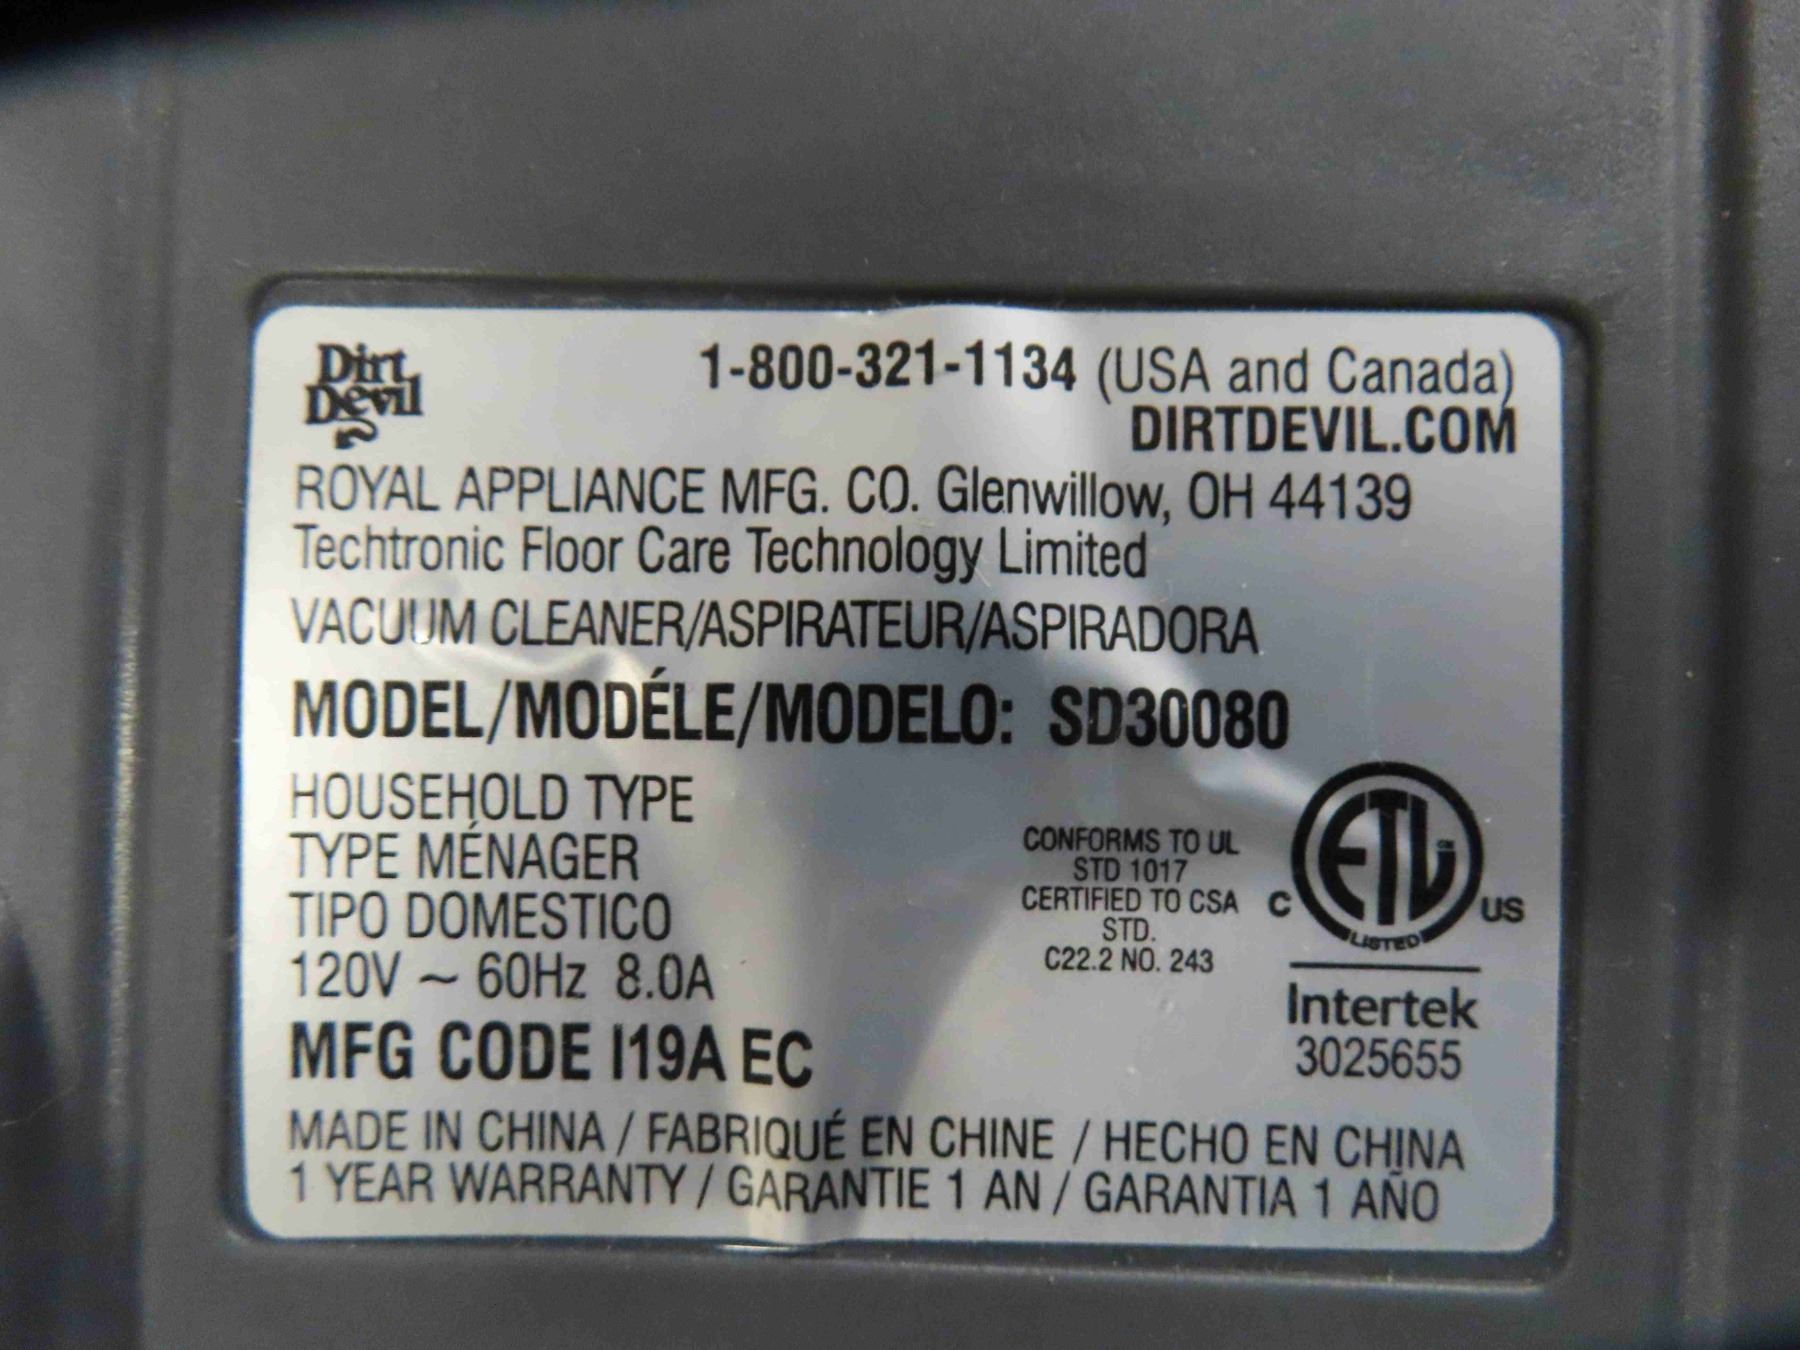 Dirt
Devil
1-800-321-1134 (USA and Canada)
DIRTDEVIL.COM
ROYAL APPLIANCE MFG. CO. Glenwillow, OH 44139
Techtronic Floor Care Technology Limited
VACUUM CLEANER/ASPIRATEUR/ASPIRADORA
MODEL/MODÉLE/MODELO: SD30080
HOUSEHOLD TYPE
TYPE MÉNAGER
TIPO DOMESTICO
120V ~ 60Hz 8.0A
MFG CODE I19A EC
CONFORMS TO UL
STD 1017
CERTIFIED TO CSA
STD.
C22.2 NO. 243
C ETL US
LISTED
Intertek
3025655
MADE IN CHINA / FABRIQUÉ EN CHINE / HECHO EN CHINA
1 YEAR WARRANTY / GARANTIE 1 AN / GARANTIA 1 AÑO